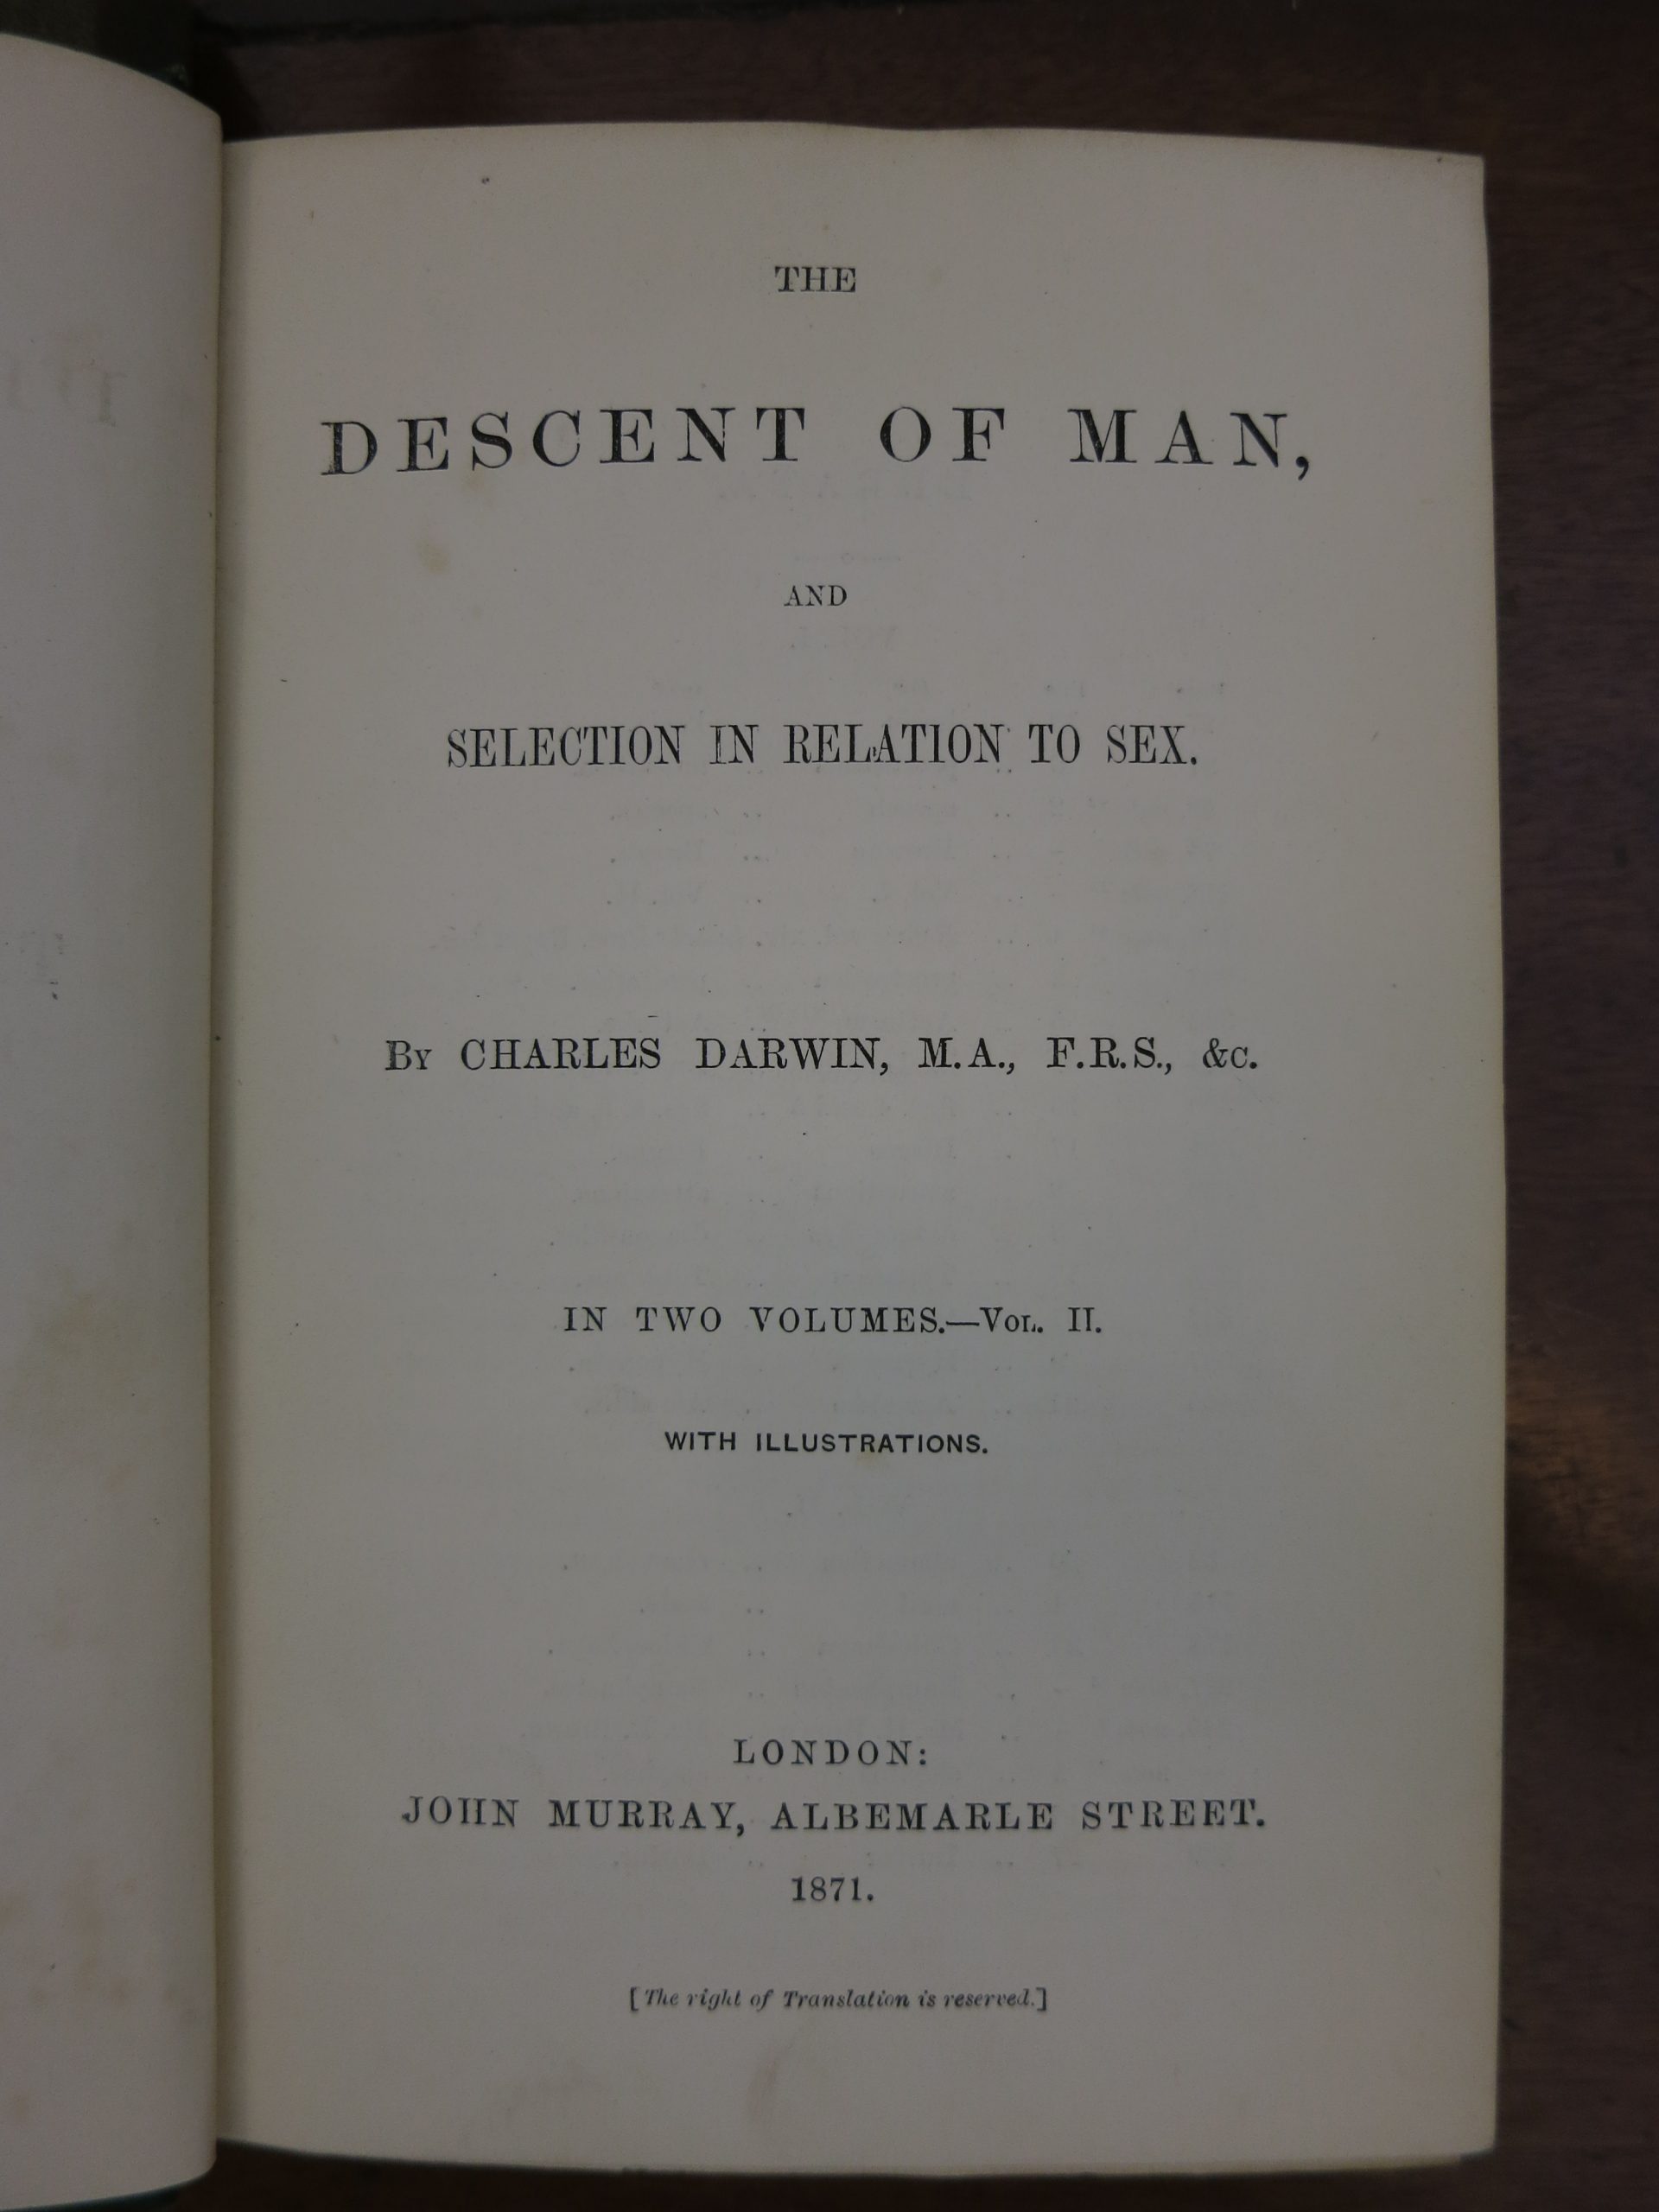 THE
DESCENT OF MAN,
AND
SELECTION IN RELATION TO SEX.
BY CHARLES DARWIN, M.A., F.R.S., &C.
IN TWO VOLUMES.—VOL. II.
WITH ILLUSTRATIONS.
LONDON:
JOHN MURRAY, ALBEMARLE STREET.
1871.
[The right of Translation is reserved.]